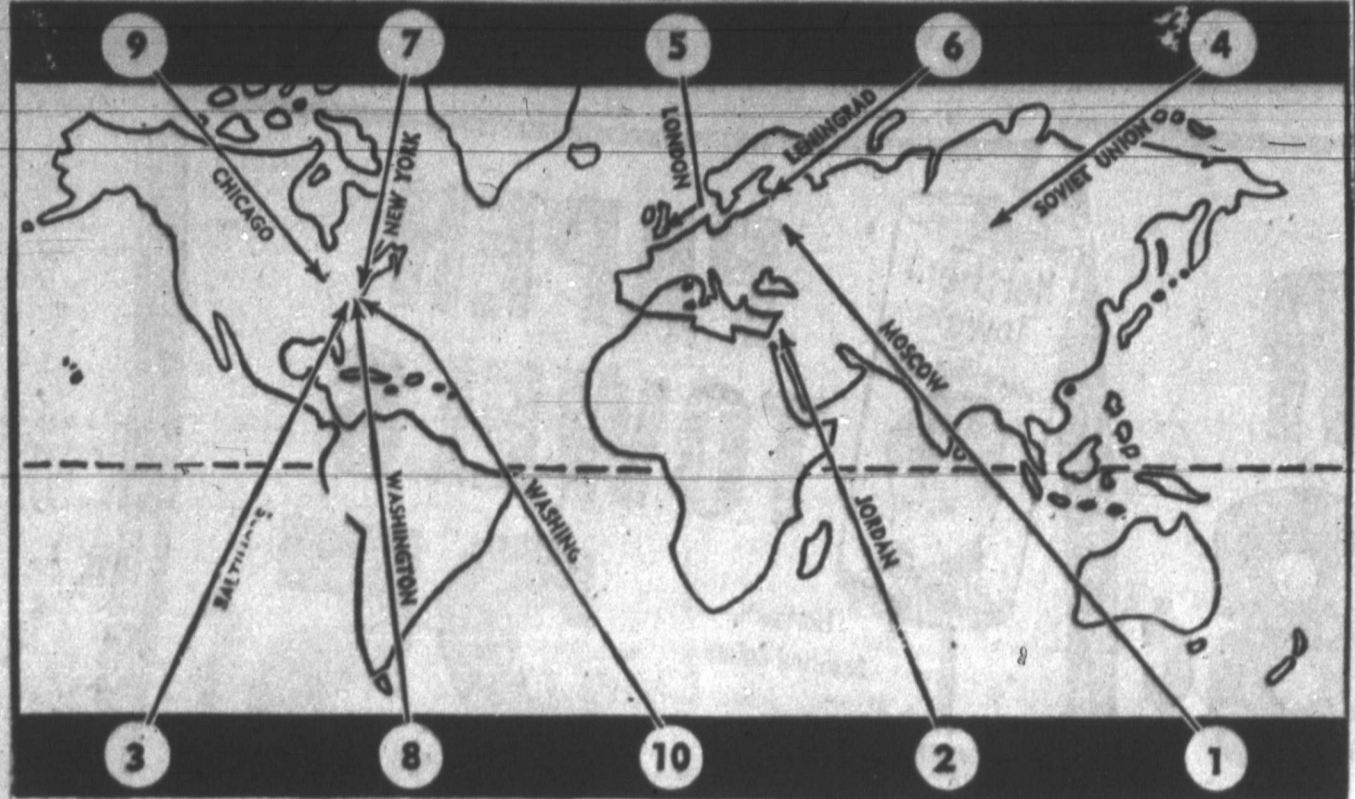 9
7
5
6
4
CHICAGO
NEW YORK
LONDON
LENINGRAD
SOVIET UNION
MOSCOW
BALTIMORE
WASHINGTON
WASHING
JORDAN
3
8
10
2
1